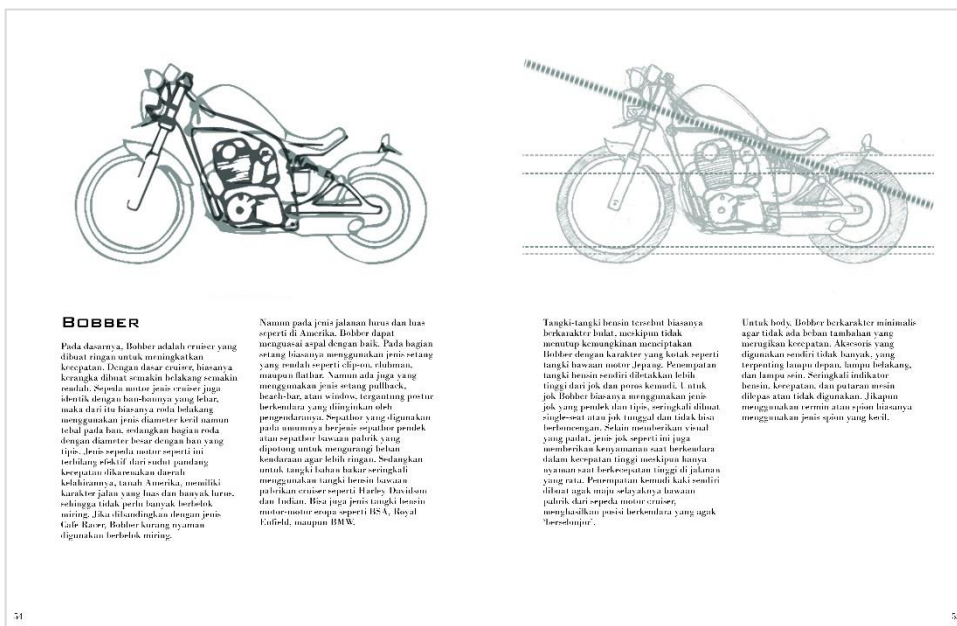 BOBBER
Pada dasarnya, Bobber adalah cruiser yang
dibuat ringan untuk meningkatkan
kecepatan. Dengan dasar cruiser, biasanya
kerangka dibuat semakin belakang semakin
rendah. Sepeda motor jenis cruiser juga
identik dengan ban-bannya yang lebar,
maka dari itu biasanya roda belakang
menggunakan jenis diameter kecil namun
tebal pada ban, sedangkan bagian roda
dengan diameter besar dengan ban yang
tipis. Jenis sepeda motor seperti ini
terbilang efektif dari sudut pandang
kecepatan dikarenakan daerah
kelahirannya, tanah Amerika, memiliki
karakter jalan yang luas dan banyak lurus,
sehingga tidak perlu banyak berbelok
miring. Jika dibandingkan dengan jenis
Cafe Racer, Bobber kurang nyaman
digunakan berbelok miring.
Namun pada jenis jalanan lurus dan luas
seperti di Amerika, Bobber dapat
menguasai aspal dengan baik. Pada bagian
setang biasanya menggunakan jenis setang
yang rendah seperti clip-on, clubman,
maupun flatbar. Namun ada juga yang
menggunakan jenis setang pullback,
beach-bar, atau window, tergantung postur
berkendara yang diinginkan oleh
pengendaranya. Sepatbor yang digunakan
pada umumnya berjenis sepatbor pendek
atau sepatbor bawaan pabrik yang
dipotong untuk mengurangi beban
kendaraan agar lebih ringan. Sedangkan
untuk tangki bahan bakar seringkali
menggunakan tangki bensin bawaan
pabrikan cruiser seperti Harley Davidson
dan Indian. Bisa juga jenis tangki bensin
motor-motor eropa seperti BSA, Royal
Enfield, maupun BMW.
Tangki-tangki bensin tersebut biasanya
berkarakter bulat, meskipun tidak
menutup kemungkinan menciptakan
Bobber dengan karakter yang kotak seperti
tangki bawaan motor Jepang. Penempatan
tangki bensin sendiri diletakkan lebih
tinggi dari jok dan poros kemudi. Untuk
jok Bobber biasanya menggunakan jenis
jok yang pendek dan tipis, seringkali dibuat
single-seat atau jok tunggal dan tidak bisa
berboncengan. Selain memberikan visual
yang padat, jenis jok seperti ini juga
memberikan kenyamanan saat berkendara
dalam kecepatan tinggi meskipun hanya
nyaman saat berkecepatan tinggi di jalanan
yang rata. Penempatan kemudi kaki sendiri
dibuat agak maju selayaknya bawaan
pabrik dari sepeda motor cruiser,
menghasilkan posisi berkendara yang agak
'berselonjor'.
Untuk body, Bobber berkarakter minimalis
agar tidak ada beban tambahan yang
merugikan kecepatan. Aksesoris yang
digunakan sendiri tidak banyak, yang
terpenting lampu depan, lampu belakang,
dan lampu sein. Seringkali indikator
bensin, kecepatan, dan putaran mesin
dilepas atau tidak digunakan. Jikapun
menggunakan cermin atau spion biasanya
menggunakan jenis spion yang kecil.
54